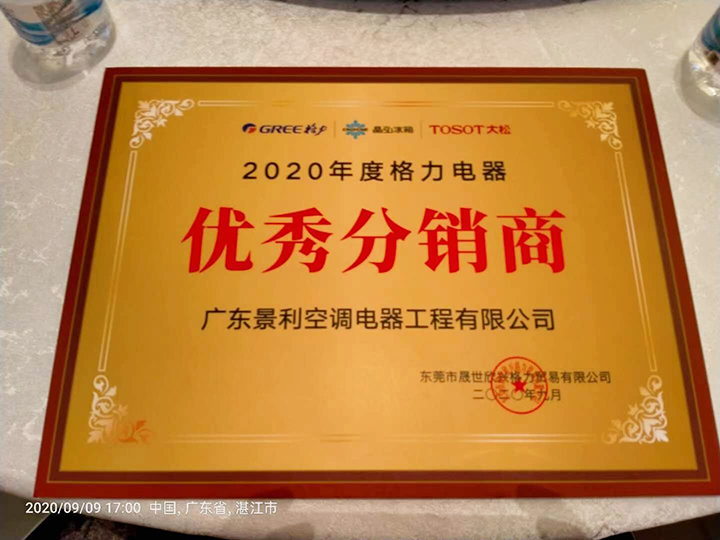 GREE格力 晶弘冰箱 TOSOT大松
2020年度格力电器
优秀分销商
广东景利空调电器工程有限公司
东莞市晟世欣兴格力贸易有限公司
二〇二〇年九月
2020/09/09 17:00 中国, 广东省, 湛江市